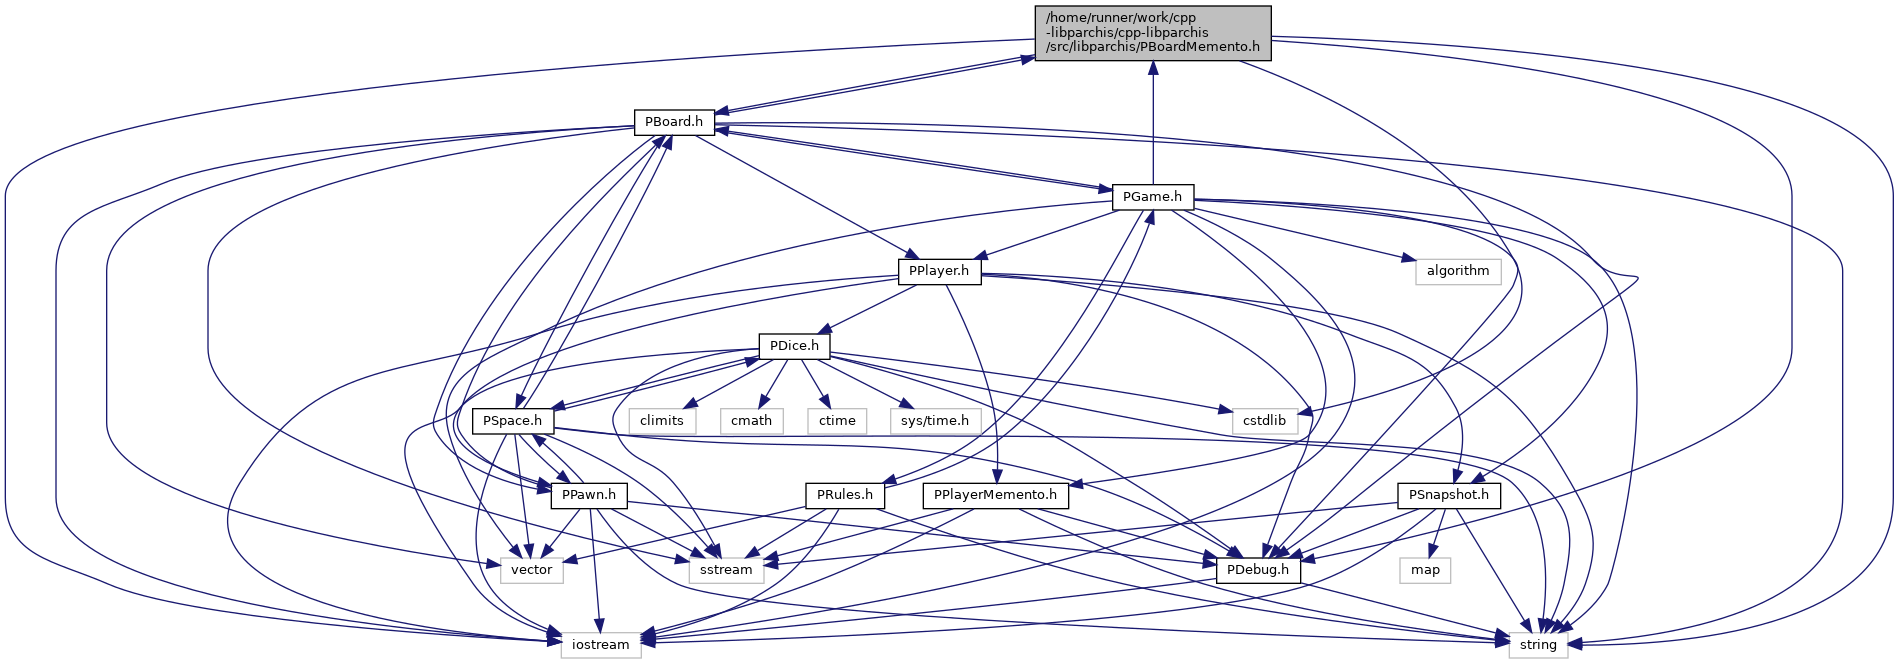 /home/runner/work/cpp
-libparchis/cpp-libparchis
/src/libparchis/PBoardMemento.h
PBoard.h
PGame.h
PPlayer.h
algorithm
PDice.h
PSpace.h
climits
cmath
ctime
sys/time.h
cstdlib
PPawn.h
PRules.h
PPlayerMemento.h
PSnapshot.h
vector
sstream
PDebug.h
map
iostream
string